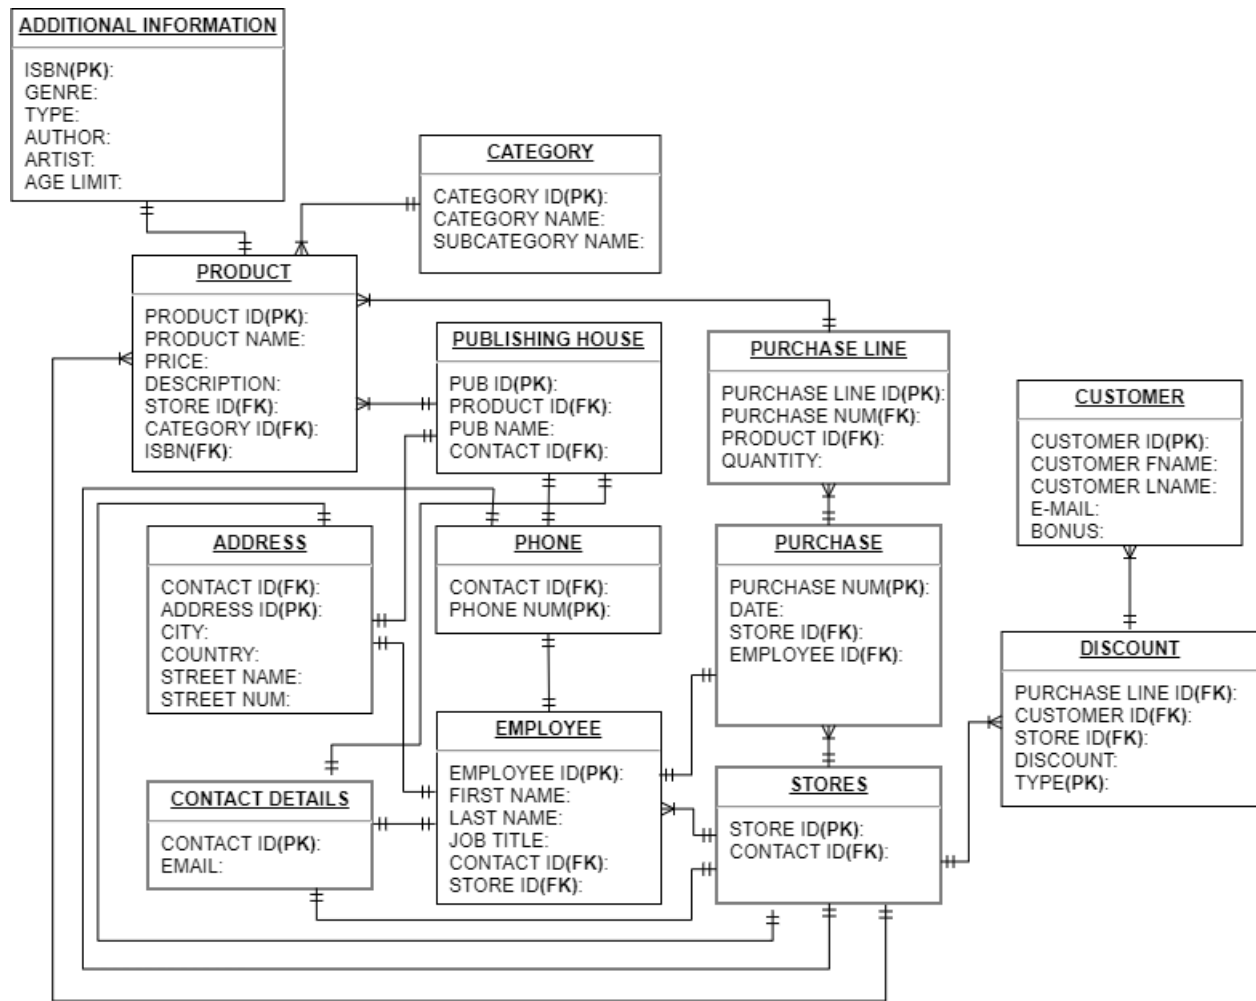 ADDITIONAL INFORMATION
ISBN(PK):
GENRE:
TYPE:
AUTHOR:
ARTIST:
AGE LIMIT:
CATEGORY
CATEGORY ID(PK):
CATEGORY NAME:
SUBCATEGORY NAME:
PRODUCT
PRODUCT ID(PK):
PRODUCT NAME:
PRICE:
DESCRIPTION:
STORE ID(FK):
CATEGORY ID(FK):
ISBN(FK):
PUBLISHING HOUSE
PUB ID(PK):
PRODUCT ID(FK):
PUB NAME:
CONTACT ID(FK):
PURCHASE LINE
PURCHASE LINE ID(PK):
PURCHASE NUM(FK):
PRODUCT ID(FK):
QUANTITY:
CUSTOMER
CUSTOMER ID(PK):
CUSTOMER FNAME:
CUSTOMER LNAME:
E-MAIL:
BONUS:
ADDRESS
CONTACT ID(FK):
ADDRESS ID(PK):
CITY:
COUNTRY:
STREET NAME:
STREET NUM:
PHONE
CONTACT ID(FK):
PHONE NUM(PK):
PURCHASE
PURCHASE NUM(PK):
DATE:
STORE ID(FK):
EMPLOYEE ID(FK):
DISCOUNT
PURCHASE LINE ID(FK):
CUSTOMER ID(FK):
STORE ID(FK):
DISCOUNT:
TYPE(PK):
CONTACT DETAILS
CONTACT ID(PK):
EMAIL:
EMPLOYEE
EMPLOYEE ID(PK):
FIRST NAME:
LAST NAME:
JOB TITLE:
CONTACT ID(FK):
STORE ID(FK):
STORES
STORE ID(PK):
CONTACT ID(FK):